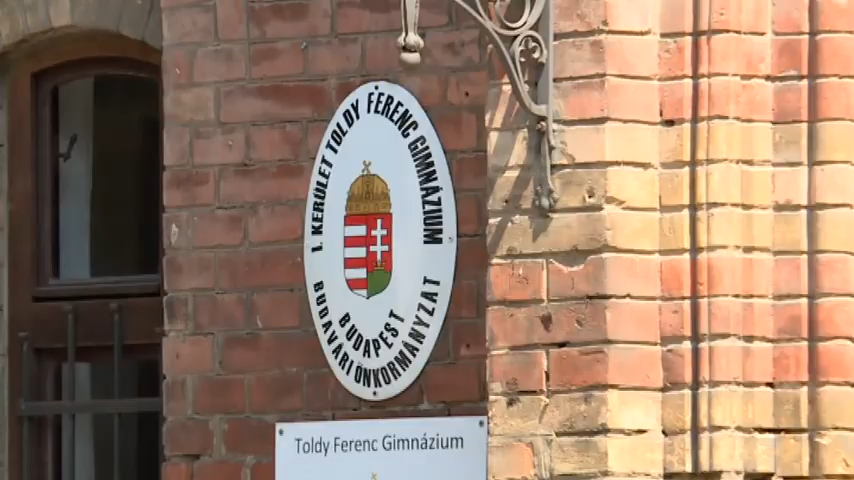 I. KERÜLET TOLDY FERENC GIMNÁZIUM
BUDAPEST
BUDAVÁRI ÖNKORMÁNYZAT
Toldy Ferenc Gimnázium